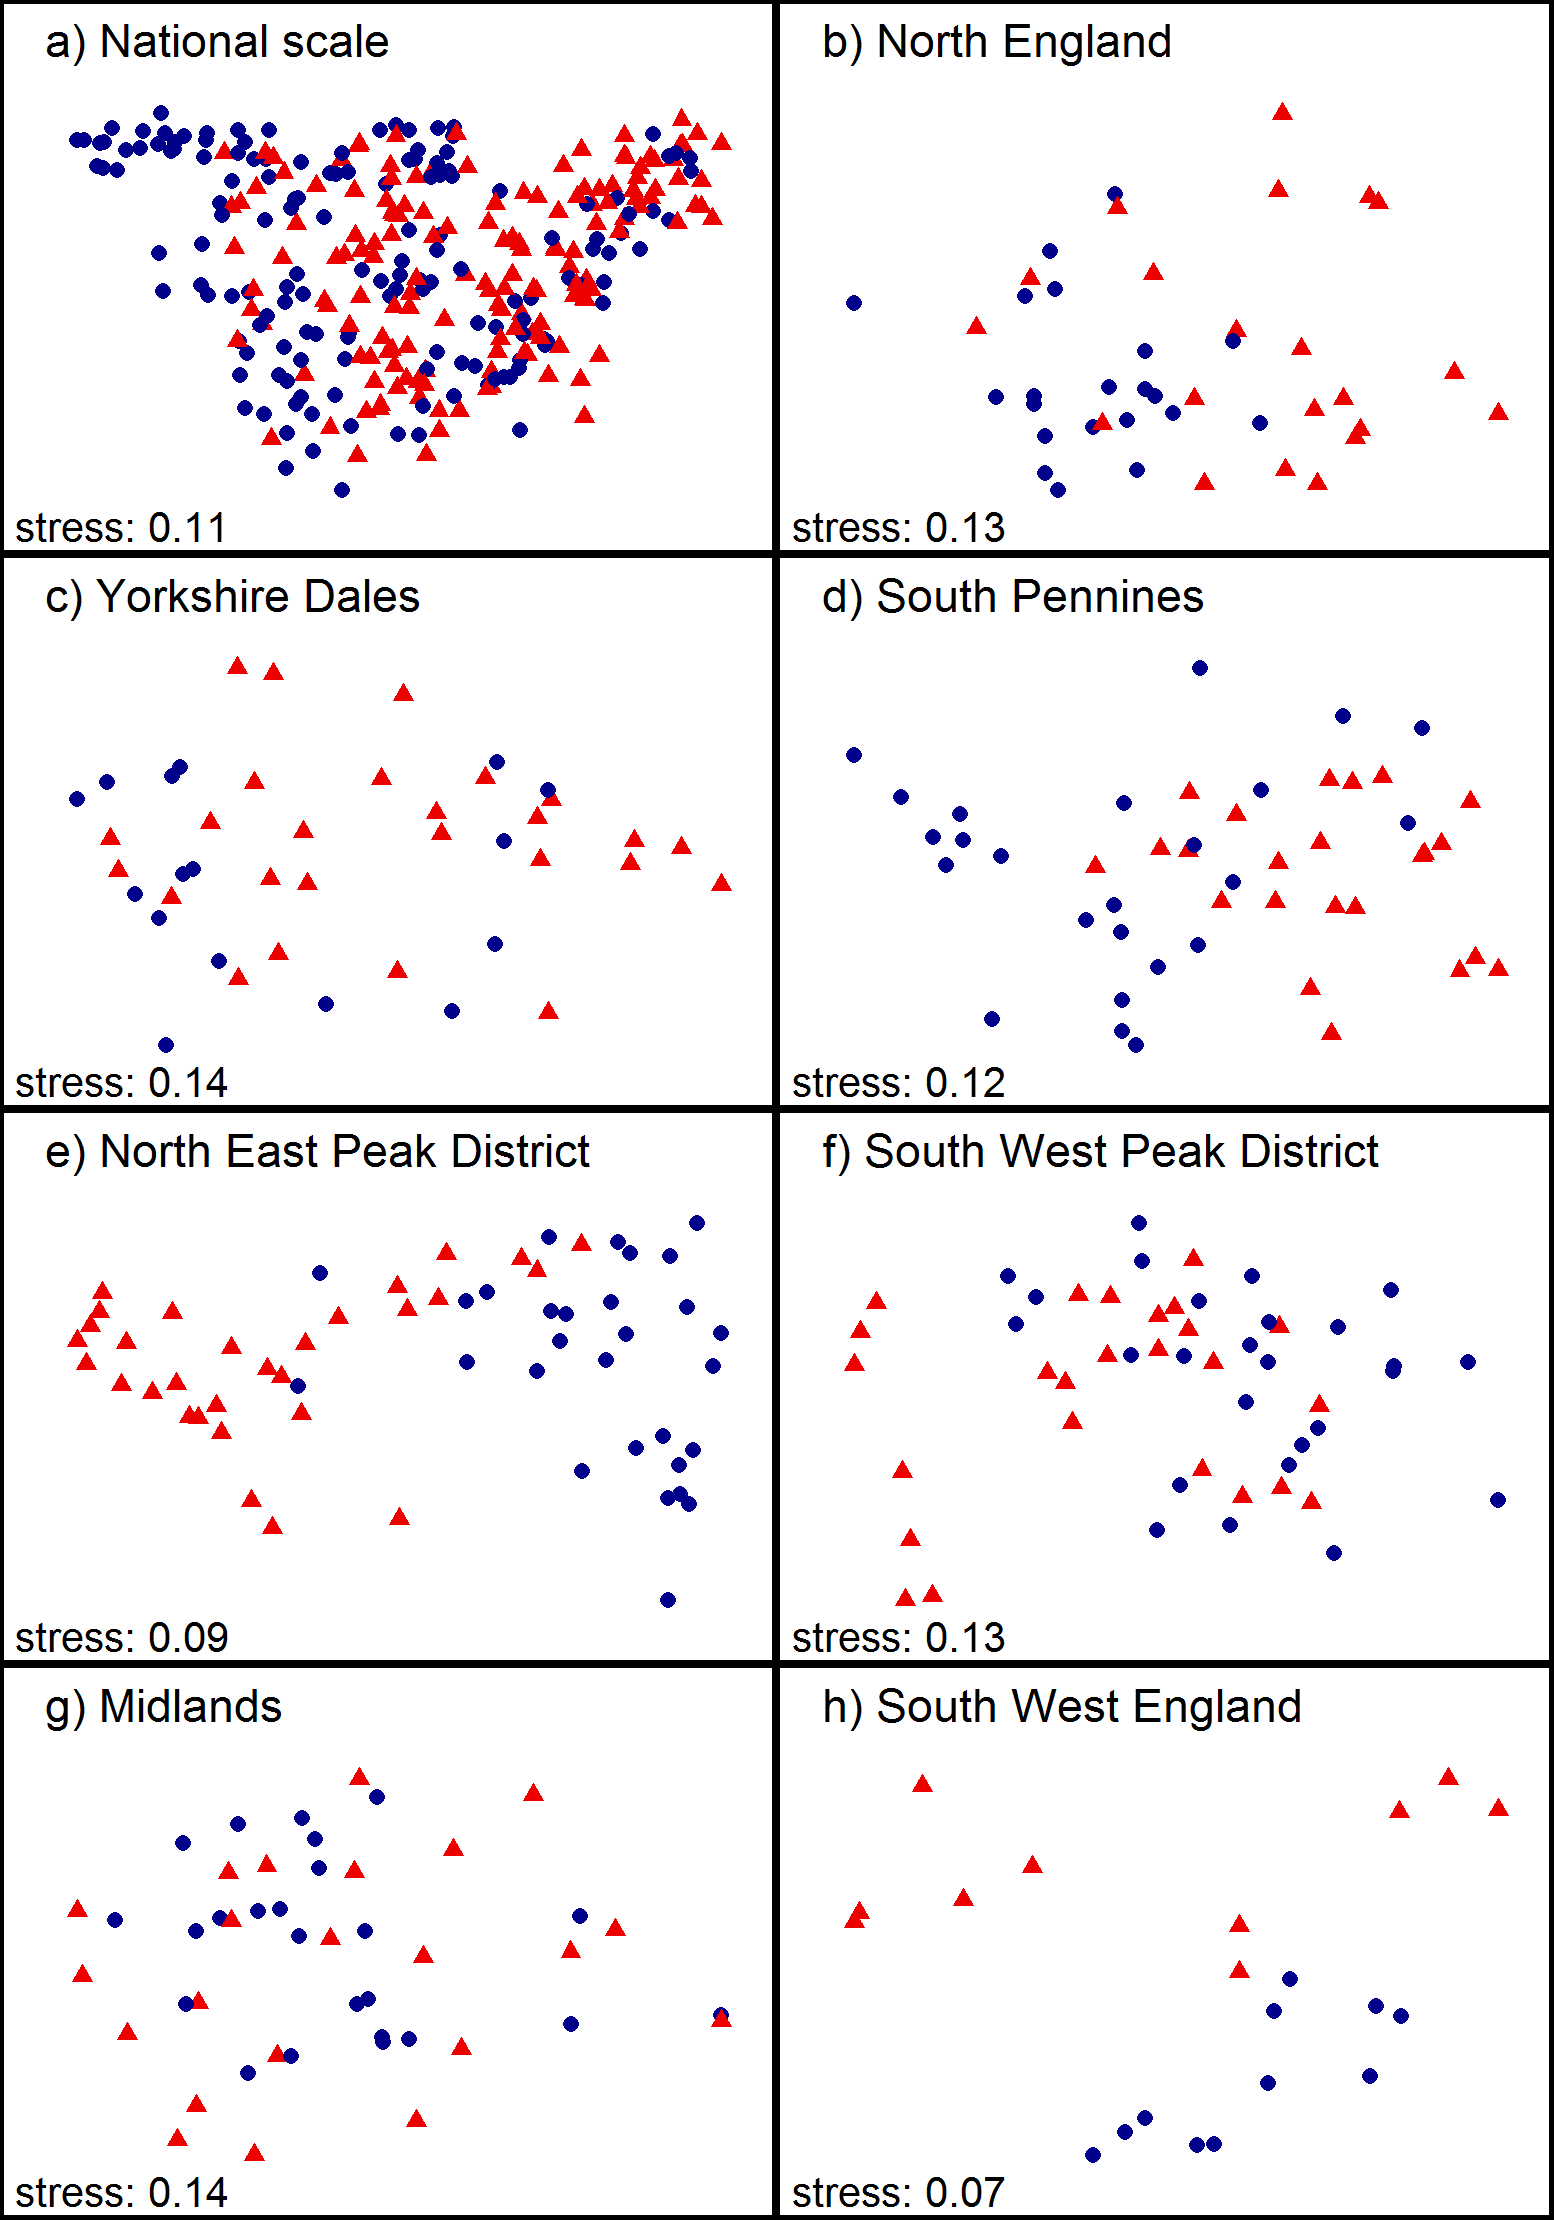 a) National scale
stress: 0.11
b) North England
stress: 0.13
c) Yorkshire Dales
stress: 0.14
d) South Pennines
stress: 0.12
e) North East Peak District
stress: 0.09
f) South West Peak District
stress: 0.13
g) Midlands
stress: 0.14
h) South West England
stress: 0.07